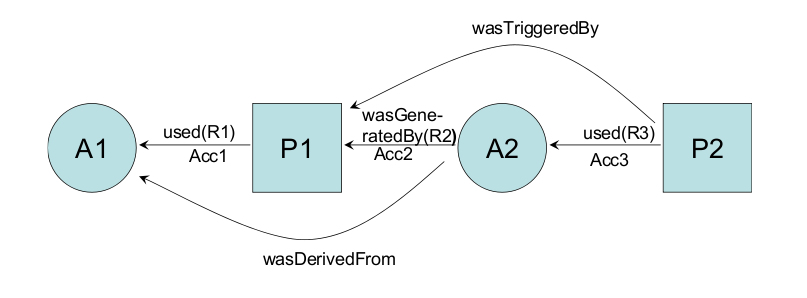 wasTriggeredBy
A1
used(R1)
Acc1
P1
wasGene-
ratedBy(R2)
Acc2
A2
used(R3)
Acc3
P2
wasDerivedFrom